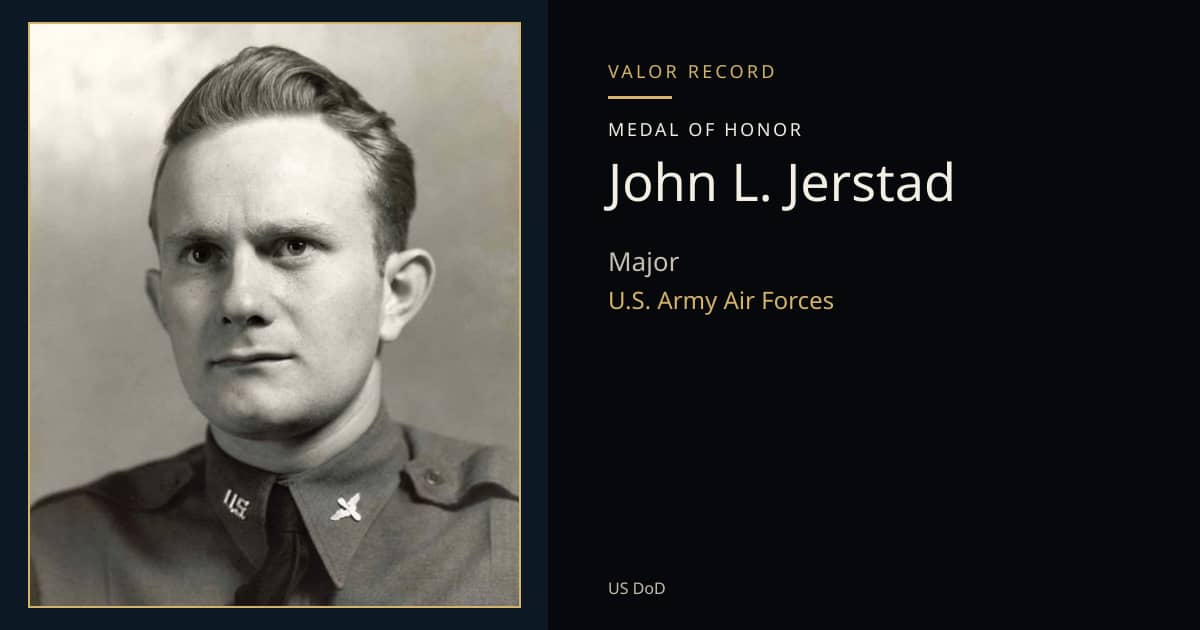 VALOR RECORD
MEDAL OF HONOR
John L. Jerstad
Major
U.S. Army Air Forces
US DoD
U.S.